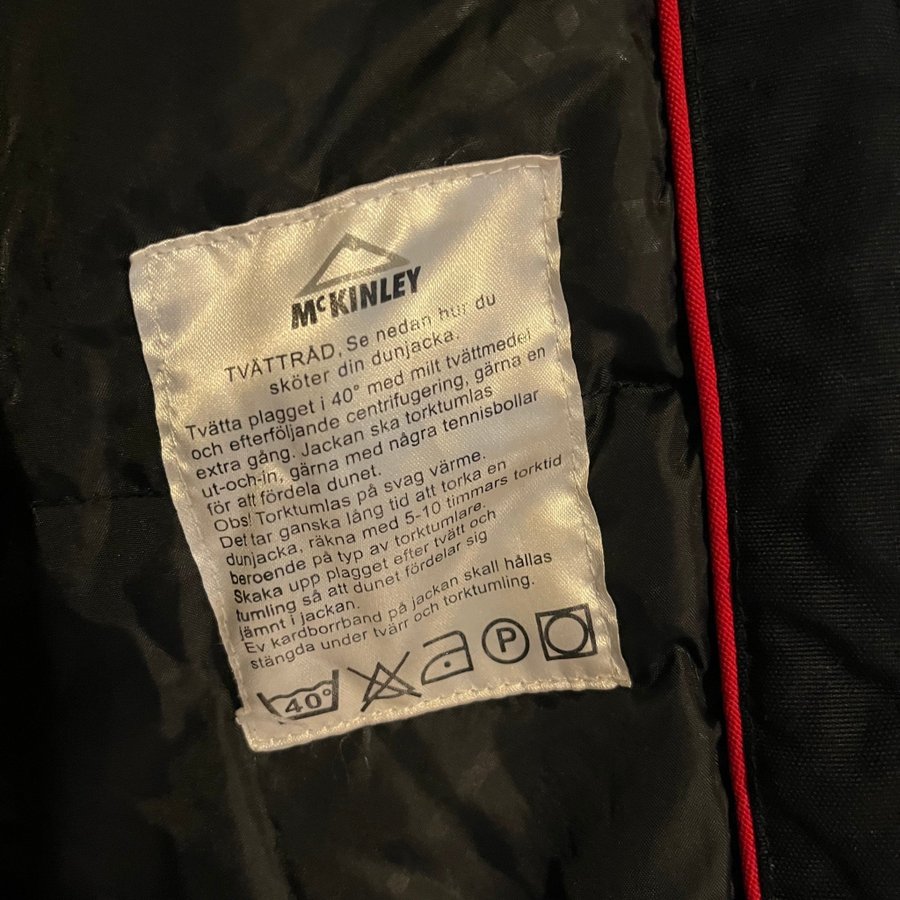 McKINLEY
TVÄTTRÅD. Se nedan hur du
sköter din dunjacka.
Tvätta plagget i 40° med milt tvättmedel
och efterföljande centrifugering, gärna en
extra gång. Jackan ska torktumlas
ut-och-in, gärna med några tennisbollar
för att fördela dunet.
Obs! Torktumlas på svag värme.
Det tar ganska lång tid att torka en
dunjacka, räkna med 5-10 timmars torktid
beroende på typ av torktumlare.
Skaka upp plagget efter tvätt och
tumling så att dunet fördelar sig
jämnt i jackan.
Ev kardborrband på jackan skall hållas
stängda under tvärr och torktumling.
40° P